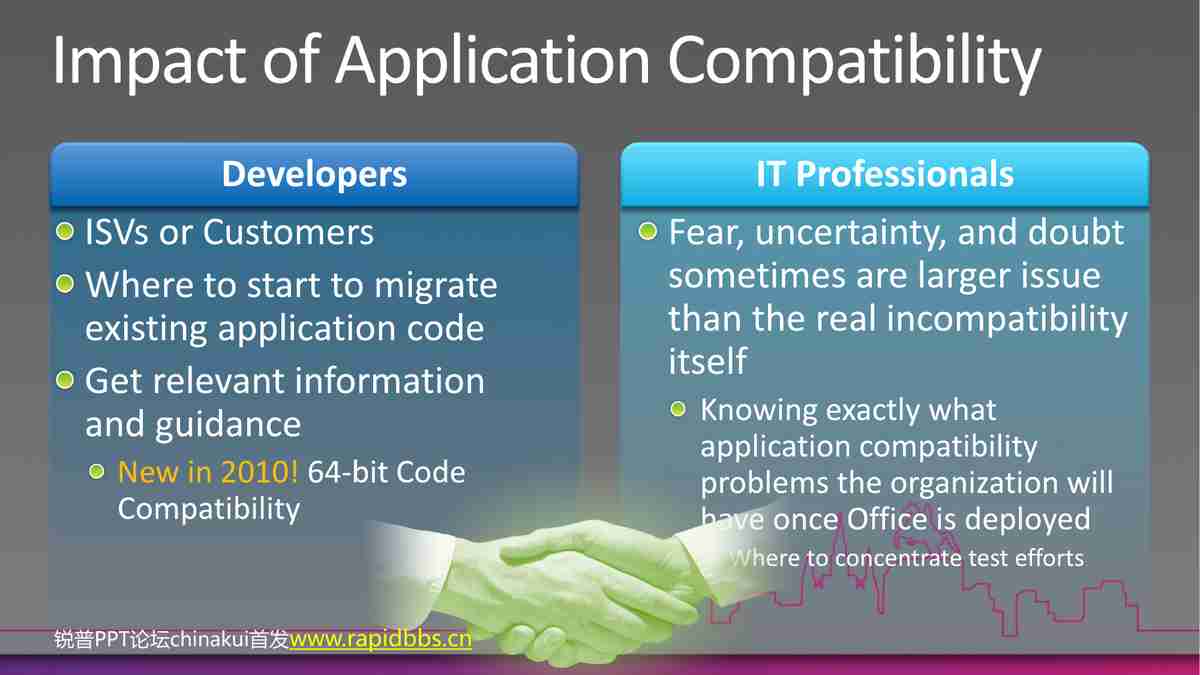 Impact of Application Compatibility
Developers
ISVs or Customers
Where to start to migrate
existing application code
Get relevant information
and guidance
New in 2010! 64-bit Code
Compatibility
IT Professionals
Fear, uncertainty, and doubt
sometimes are larger issue
than the real incompatibility
itself
Knowing exactly what
application compatibility
problems the organization will
have once Office is deployed
Where to concentrate test efforts
锐普PPT论坛chinakui首发www.rapidbbs.cn